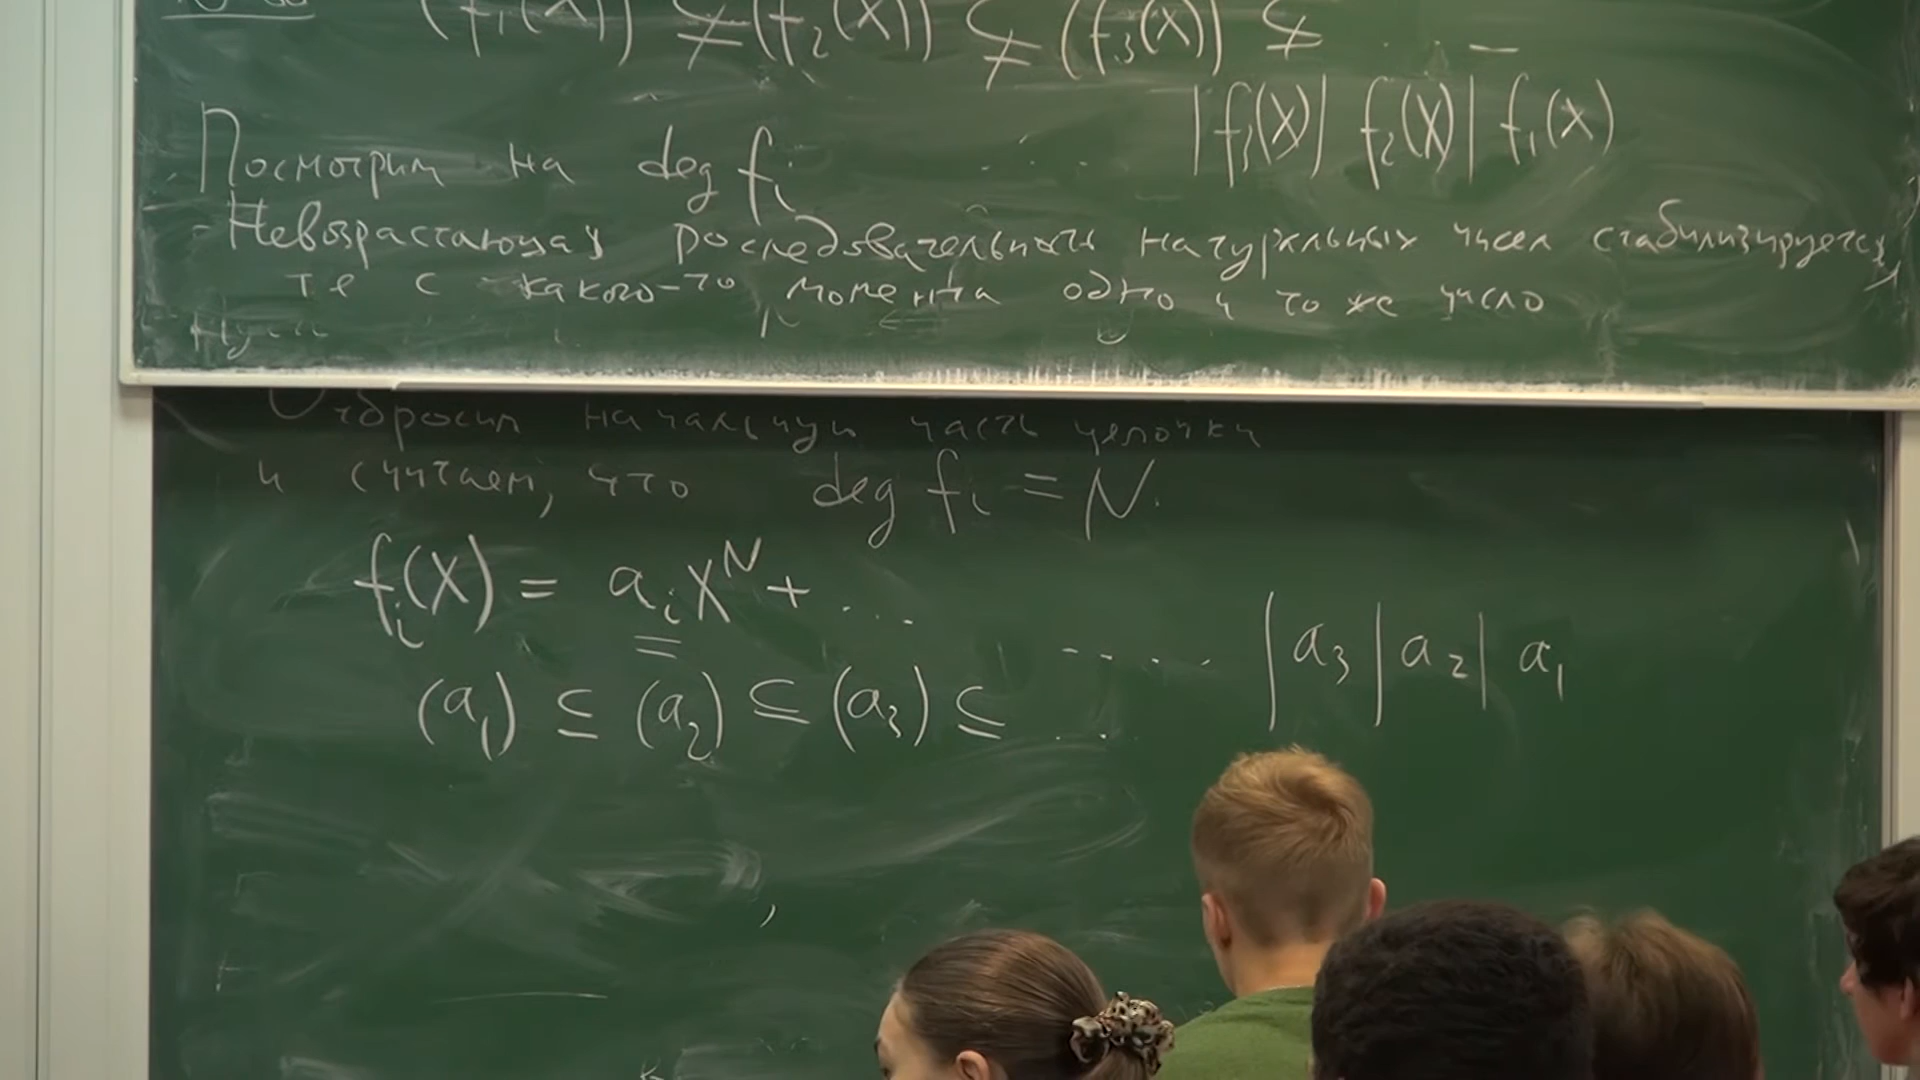 (f₁(X)) ⊊ (f₂(X)) ⊊ (f₃(X)) ⊊ ...
... | f₃(X) | f₂(X) | f₁(X)
Посмотрим на deg fᵢ
Невозрастающая последовательность натуральных чисел стабилизируется,
т е с какого-то момента одно и то же число
Отбросим начальную часть цепочки
и считаем, что deg fᵢ = N.
fᵢ(X) = aᵢX^N + ...
..... | a₃ | a₂ | a₁
(a₁) ⊆ (a₂) ⊆ (a₃) ⊆ ...